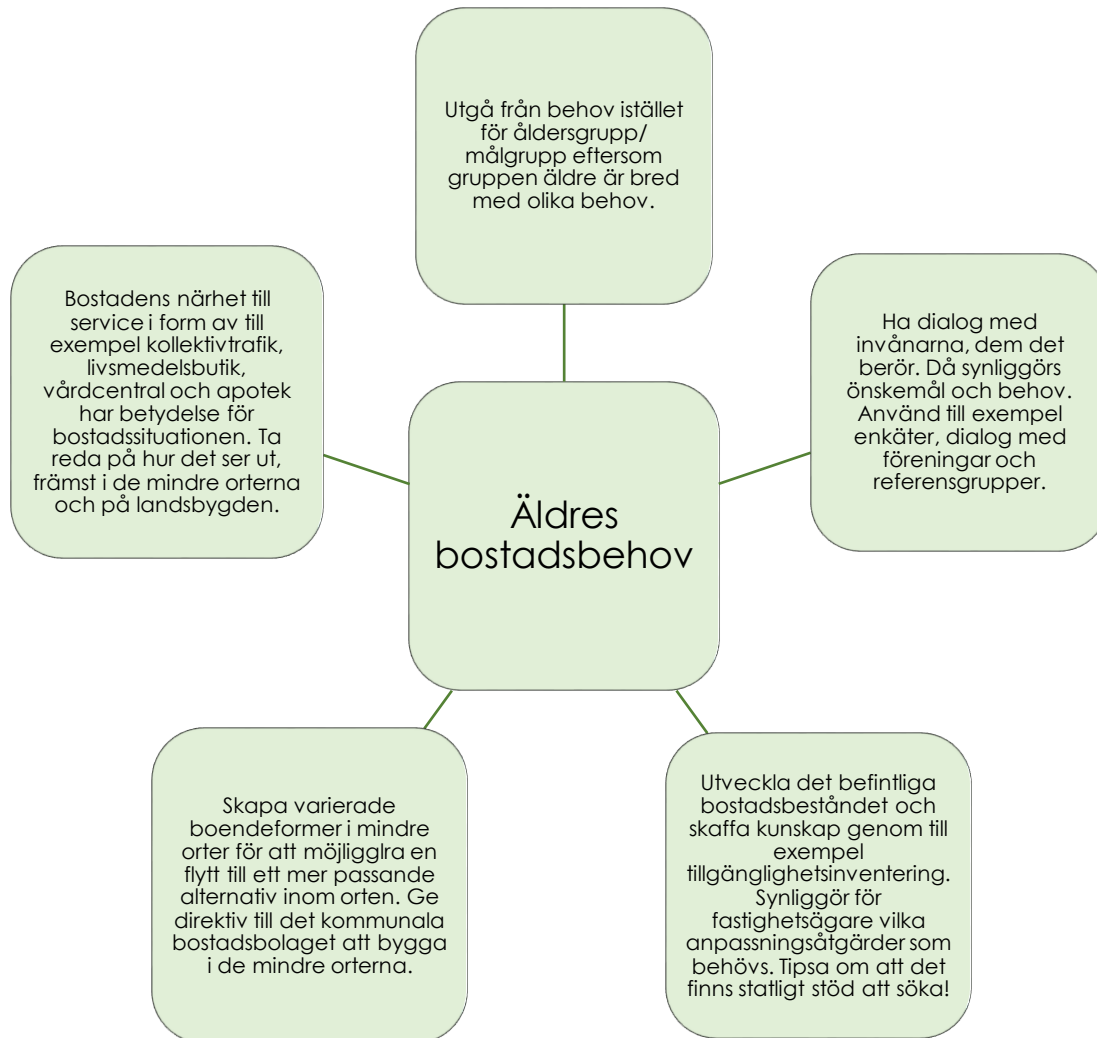 Utgå från behov istället
för åldersgrupp/
målgrupp eftersom
gruppen äldre är bred
med olika behov.
Bostadens närhet till
service i form av till
exempel kollektivtrafik,
livsmedelsbutik,
vårdcentral och apotek
har betydelse för
bostadssituationen. Ta
reda på hur det ser ut,
främst i de mindre orterna
och på landsbygden.
Ha dialog med
invånarna, dem det
berör. Då synliggörs
önskemål och behov.
Använd till exempel
enkäter, dialog med
föreningar och
referensgrupper.
Äldres
bostadsbehov
Skapa varierade
boendeformer i mindre
orter för att möjligglra en
flytt till ett mer passande
alternativ inom orten. Ge
direktiv till det kommunala
bostadsbolaget att bygga
i de mindre orterna.
Utveckla det befintliga
bostadsbeståndet och
skaffa kunskap genom till
exempel
tillgänglighetsinventering.
Synliggör för
fastighetsägare vilka
anpassningsåtgärder som
behövs. Tipsa om att det
finns statligt stöd att söka!